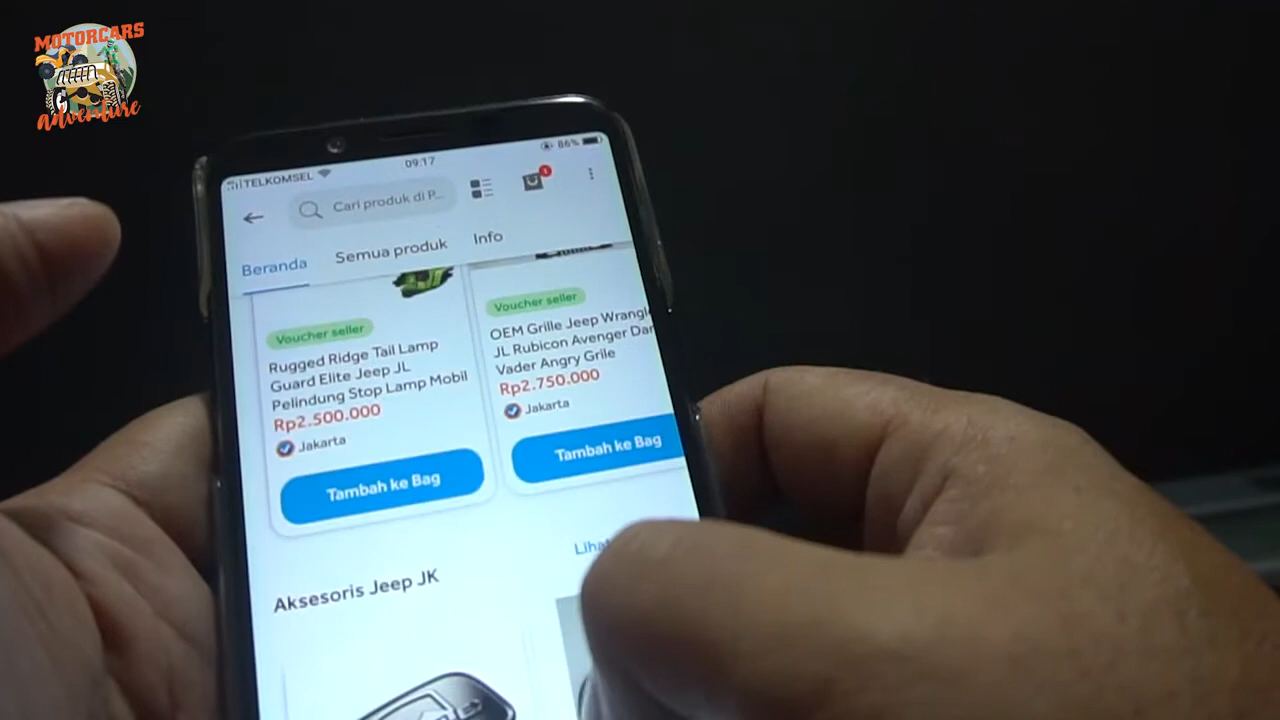 MOTORCARS
adventure
TELKOMSEL
09:17
86%
Cari produk di P...
1
Beranda
Semua produk
Info
Voucher seller
Rugged Ridge Tail Lamp
Guard Elite Jeep JL
Pelindung Stop Lamp Mobil
Rp2.500.000
Jakarta
Tambah ke Bag
Voucher seller
OEM Grille Jeep Wrangle
JL Rubicon Avenger Dar
Vader Angry Grile
Rp2.750.000
Jakarta
Tambah ke Bag
Lihat
Aksesoris Jeep JK